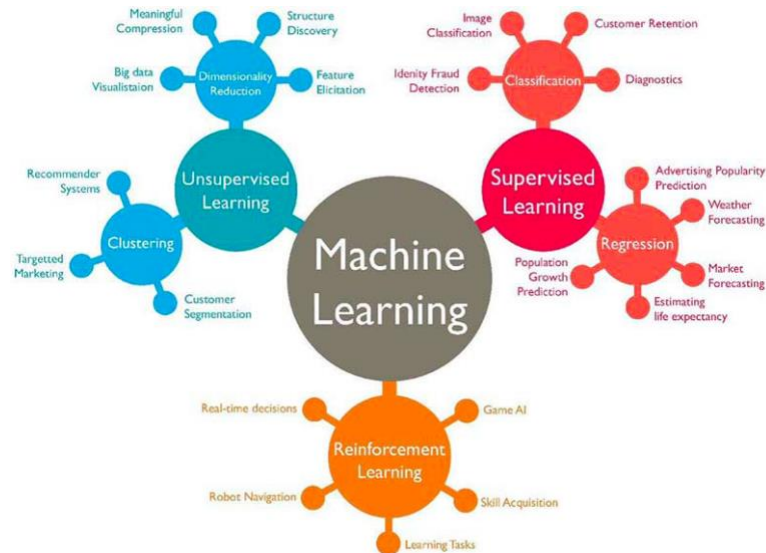 Meaningful
Compression
Structure
Discovery
Big data
Visualistaion
Dimensionality
Reduction
Feature
Elicitation
Image
Classification
Customer Retention
Idenity Fraud
Detection
Classification
Diagnostics
Recommender
Systems
Unsupervised
Learning
Supervised
Learning
Advertising Popularity
Prediction
Weather
Forecasting
Clustering
Machine
Learning
Regression
Targetted
Marketing
Customer
Segmentation
Population
Growth
Prediction
Market
Forecasting
Estimating
life expectancy
Real-time decisions
Game AI
Reinforcement
Learning
Robot Navigation
Skill Acquisition
Learning Tasks